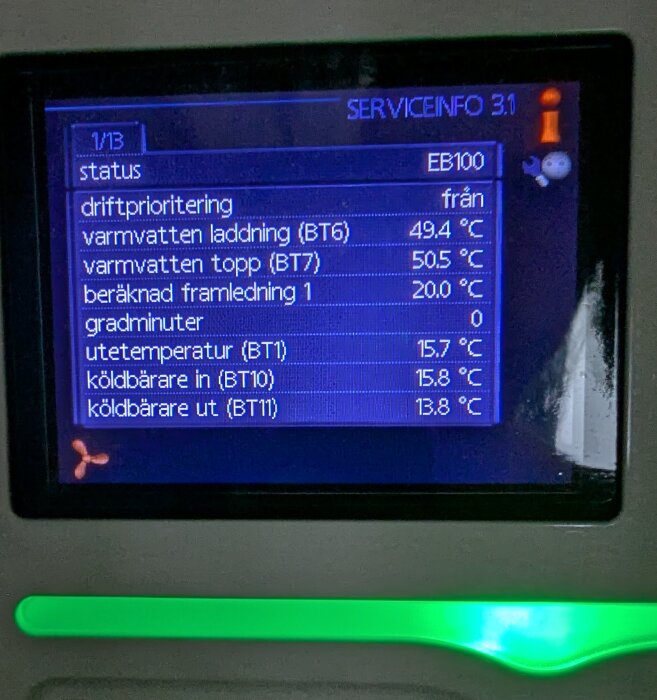 SERVICEINFO 3.1
1/13
status EB100
driftprioritering från
varmvatten laddning (BT6) 49.4 °C
varmvatten topp (BT7) 50.5 °C
beräknad framledning 1 20.0 °C
gradminuter 0
utetemperatur (BT1) 15.7 °C
köldbärare in (BT10) 15.8 °C
köldbärare ut (BT11) 13.8 °C